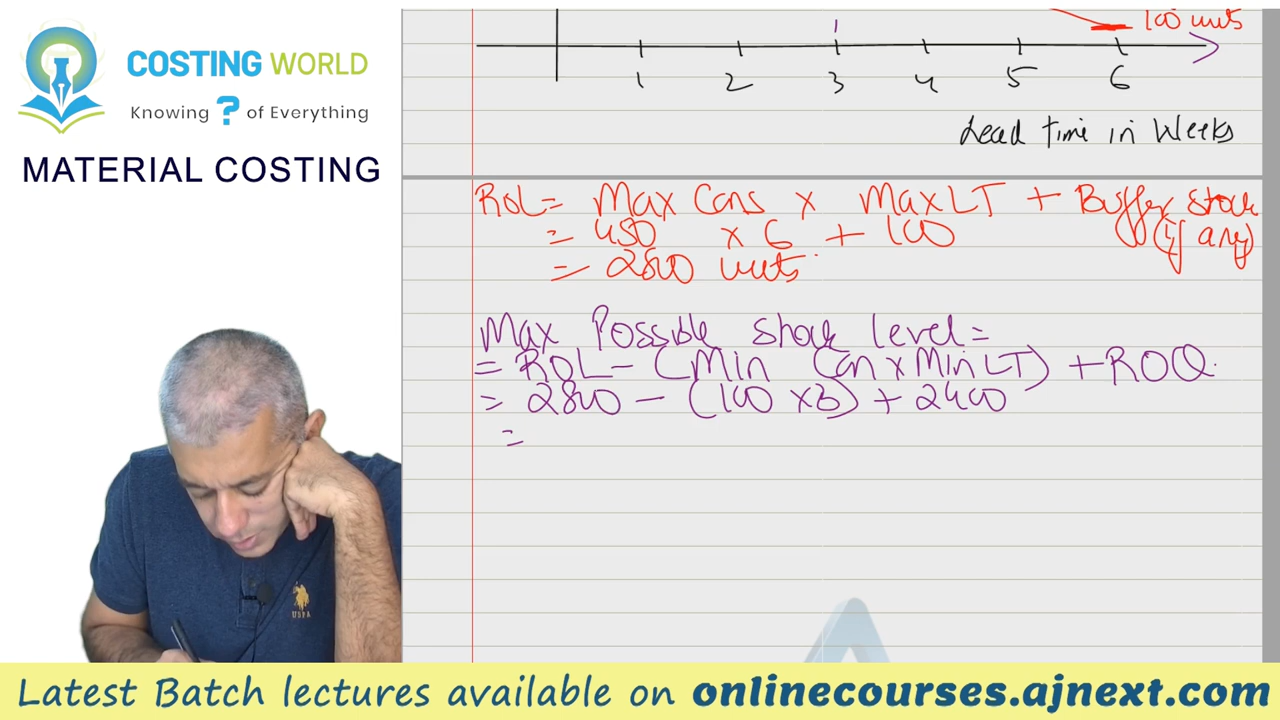 COSTING WORLD
Knowing ? of Everything
MATERIAL COSTING
100 units
1 2 3 4 5 6
Lead time in Weeks
ROL = Max Cons x Max LT + Buffer stock
= 450 x 6 + 100 (if any)
= 2800 units
Max Possible stock level =
= ROL - (Min Con x Min LT) + ROQ
= 2800 - (100 x 3) + 2400
=
USPA
Latest Batch lectures available on onlinecourses.ajnext.com